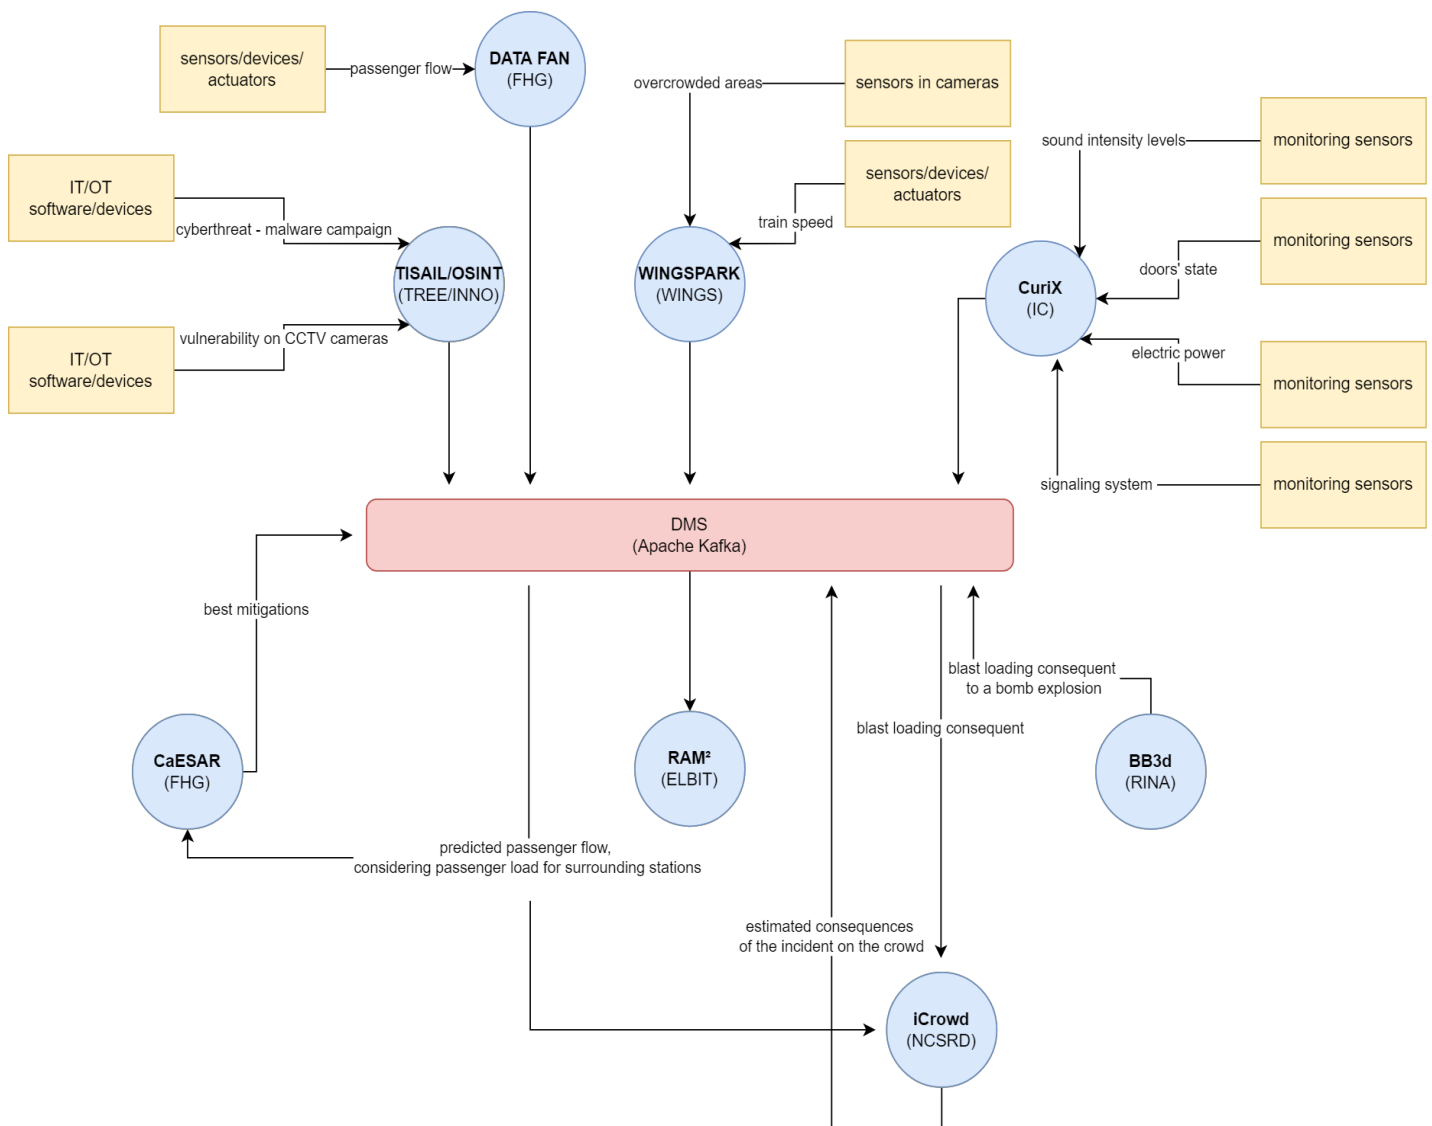 sensors/devices/
actuators
passenger flow
DATA FAN
(FHG)
overcrowded areas
sensors in cameras
sound intensity levels
monitoring sensors
IT/OT
software/devices
cyberthreat - malware campaign
sensors/devices/
actuators
train speed
monitoring sensors
doors' state
TISAIL/OSINT
(TREE/INNO)
WINGSPARK
(WINGS)
CuriX
(IC)
vulnerability on CCTV cameras
IT/OT
software/devices
electric power
monitoring sensors
signaling system
monitoring sensors
DMS
(Apache Kafka)
best mitigations
blast loading consequent
to a bomb explosion
blast loading consequent
CaESAR
(FHG)
RAM²
(ELBIT)
BB3d
(RINA)
predicted passenger flow,
considering passenger load for surrounding stations
estimated consequences
of the incident on the crowd
iCrowd
(NCSRD)